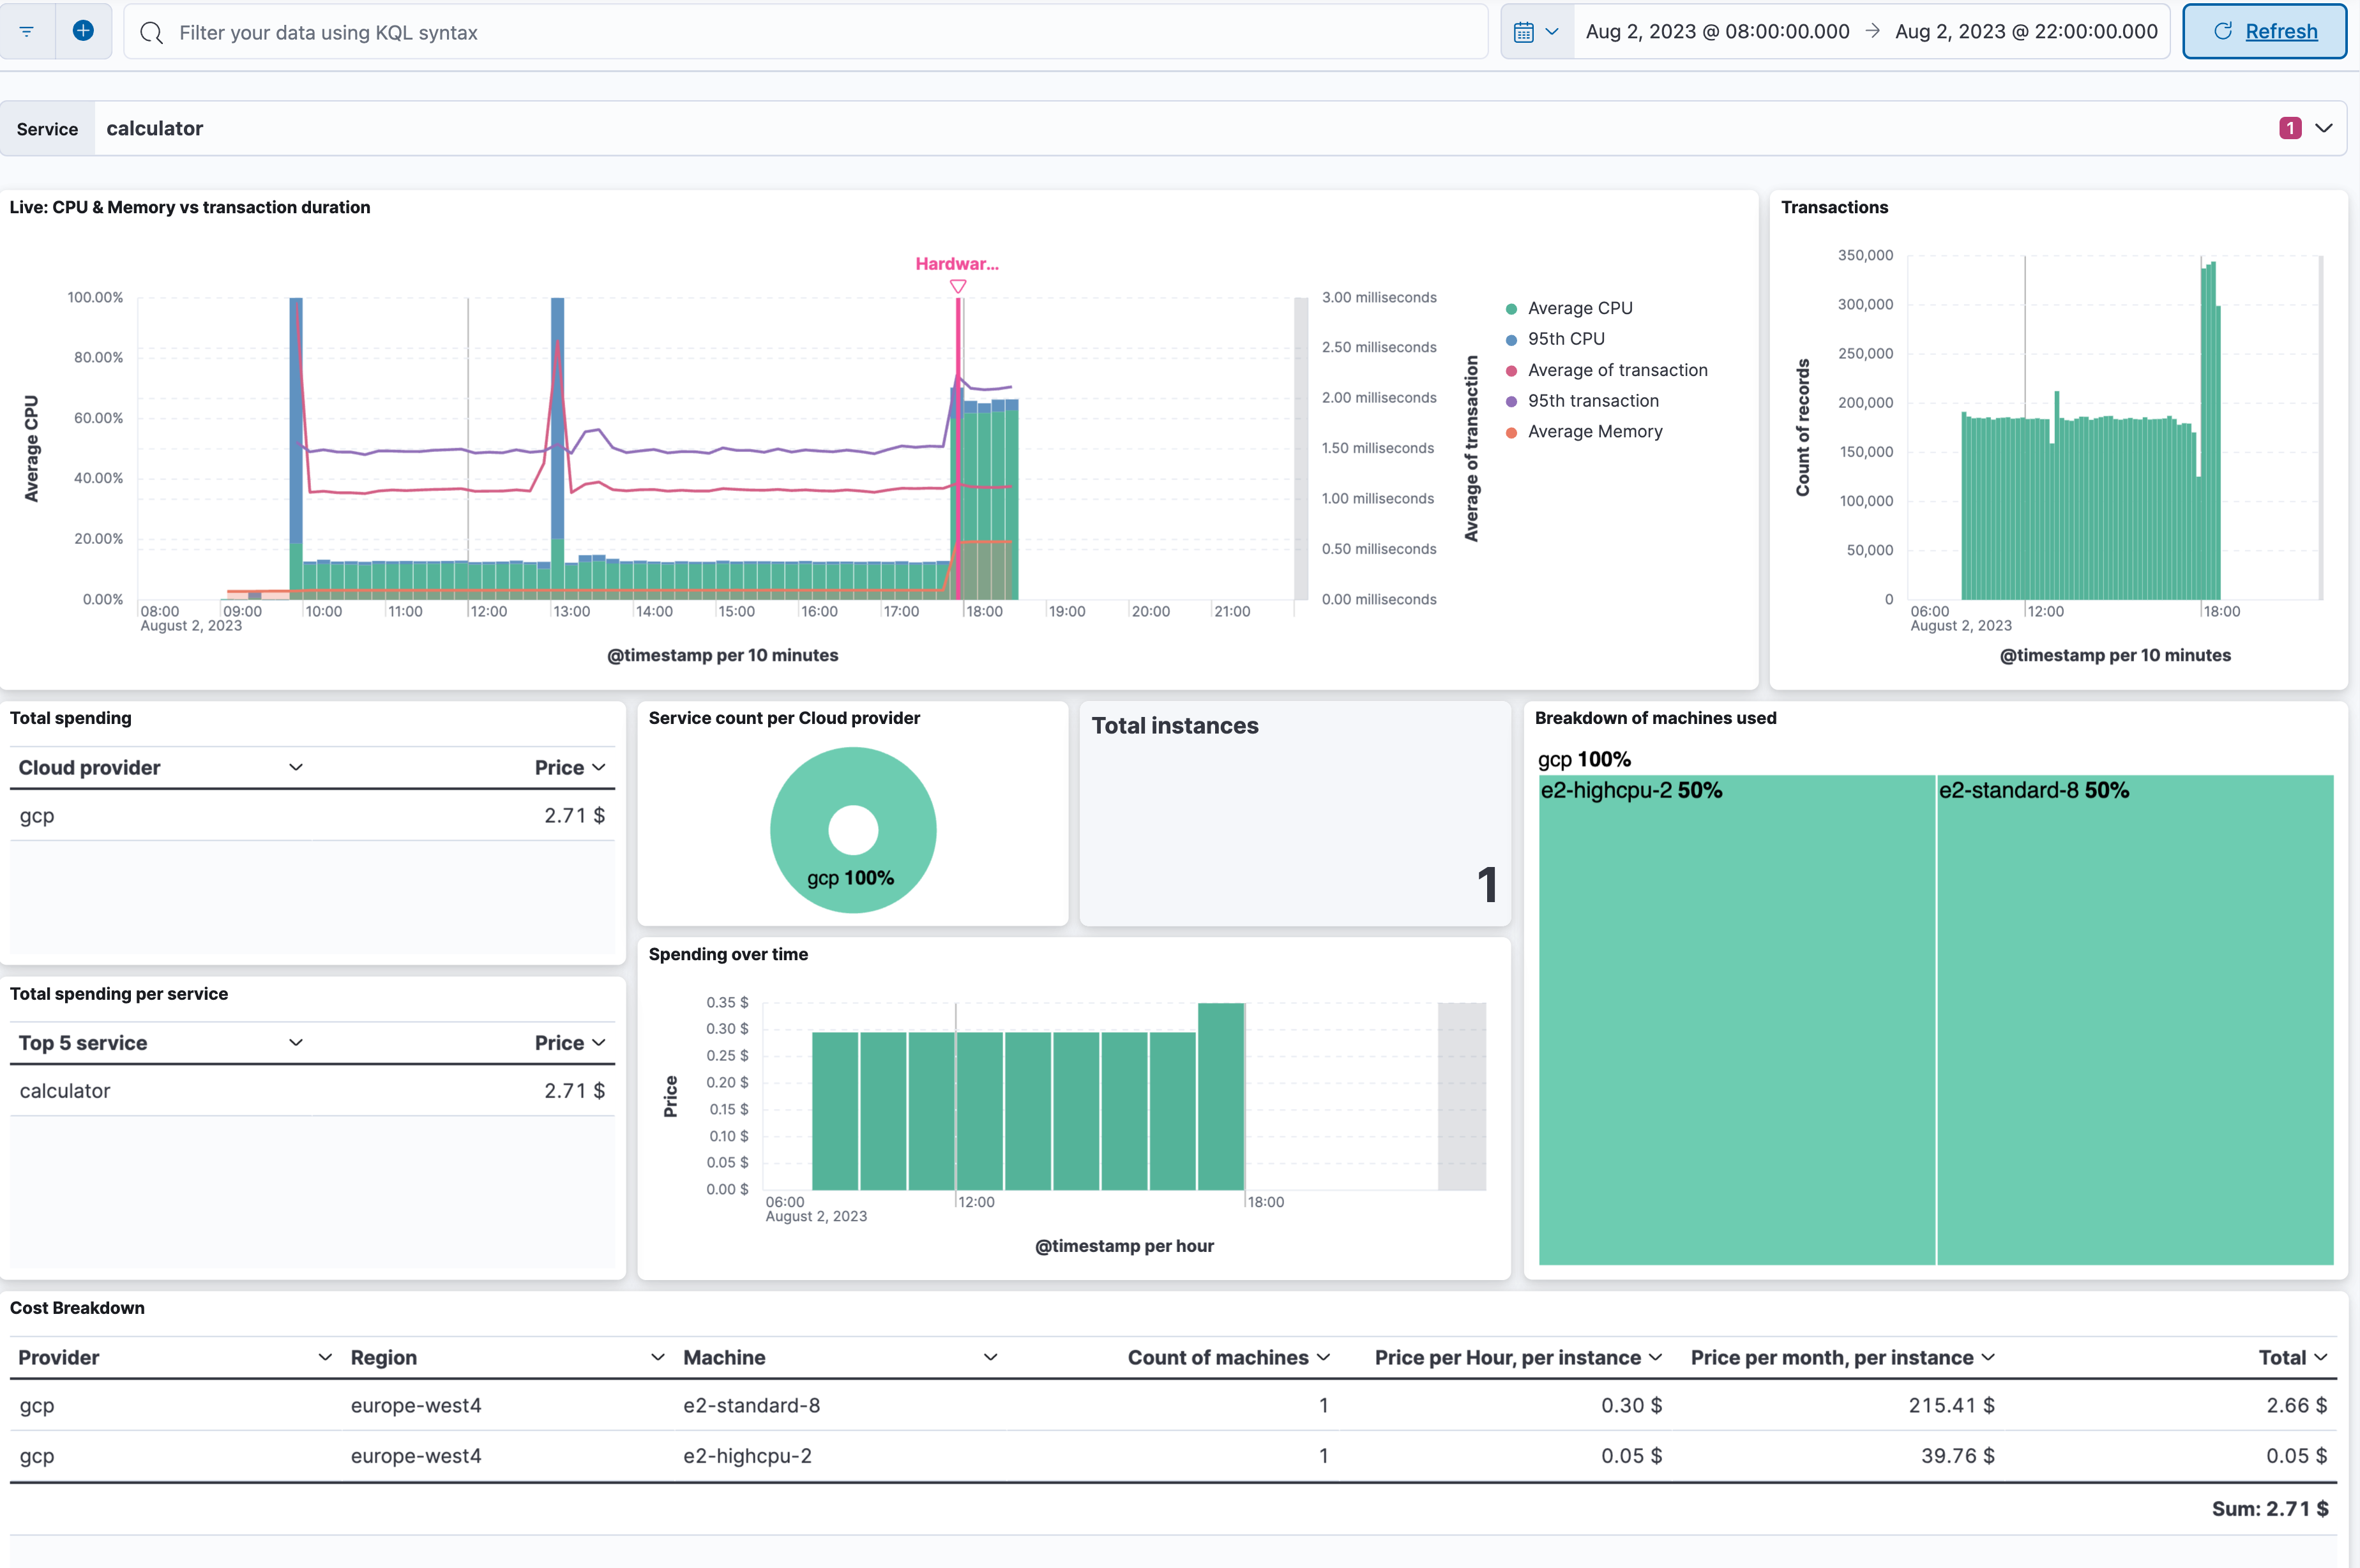 Filter your data using KQL syntax
Aug 2, 2023 @ 08:00:00.000 → Aug 2, 2023 @ 22:00:00.000
Refresh
Service calculator 1
Live: CPU & Memory vs transaction duration
Hardwar...
Average CPU
100.00%
80.00%
60.00%
40.00%
20.00%
0.00%
08:00 09:00 10:00 11:00 12:00 13:00 14:00 15:00 16:00 17:00 18:00 19:00 20:00 21:00
August 2, 2023
@timestamp per 10 minutes
3.00 milliseconds
2.50 milliseconds
2.00 milliseconds
1.50 milliseconds
1.00 milliseconds
0.50 milliseconds
0.00 milliseconds
Average of transaction
Average CPU
95th CPU
Average of transaction
95th transaction
Average Memory
Transactions
Count of records
350,000
300,000
250,000
200,000
150,000
100,000
50,000
0
06:00 12:00 18:00
August 2, 2023
@timestamp per 10 minutes
Total spending
Cloud provider Price
gcp 2.71 $
Service count per Cloud provider
gcp 100%
Total instances
1
Breakdown of machines used
gcp 100%
e2-highcpu-2 50% e2-standard-8 50%
Total spending per service
Top 5 service Price
calculator 2.71 $
Spending over time
Price
0.35 $
0.30 $
0.25 $
0.20 $
0.15 $
0.10 $
0.05 $
0.00 $
06:00 12:00 18:00
August 2, 2023
@timestamp per hour
Cost Breakdown
Provider Region Machine Count of machines Price per Hour, per instance Price per month, per instance Total
gcp europe-west4 e2-standard-8 1 0.30 $ 215.41 $ 2.66 $
gcp europe-west4 e2-highcpu-2 1 0.05 $ 39.76 $ 0.05 $
Sum: 2.71 $